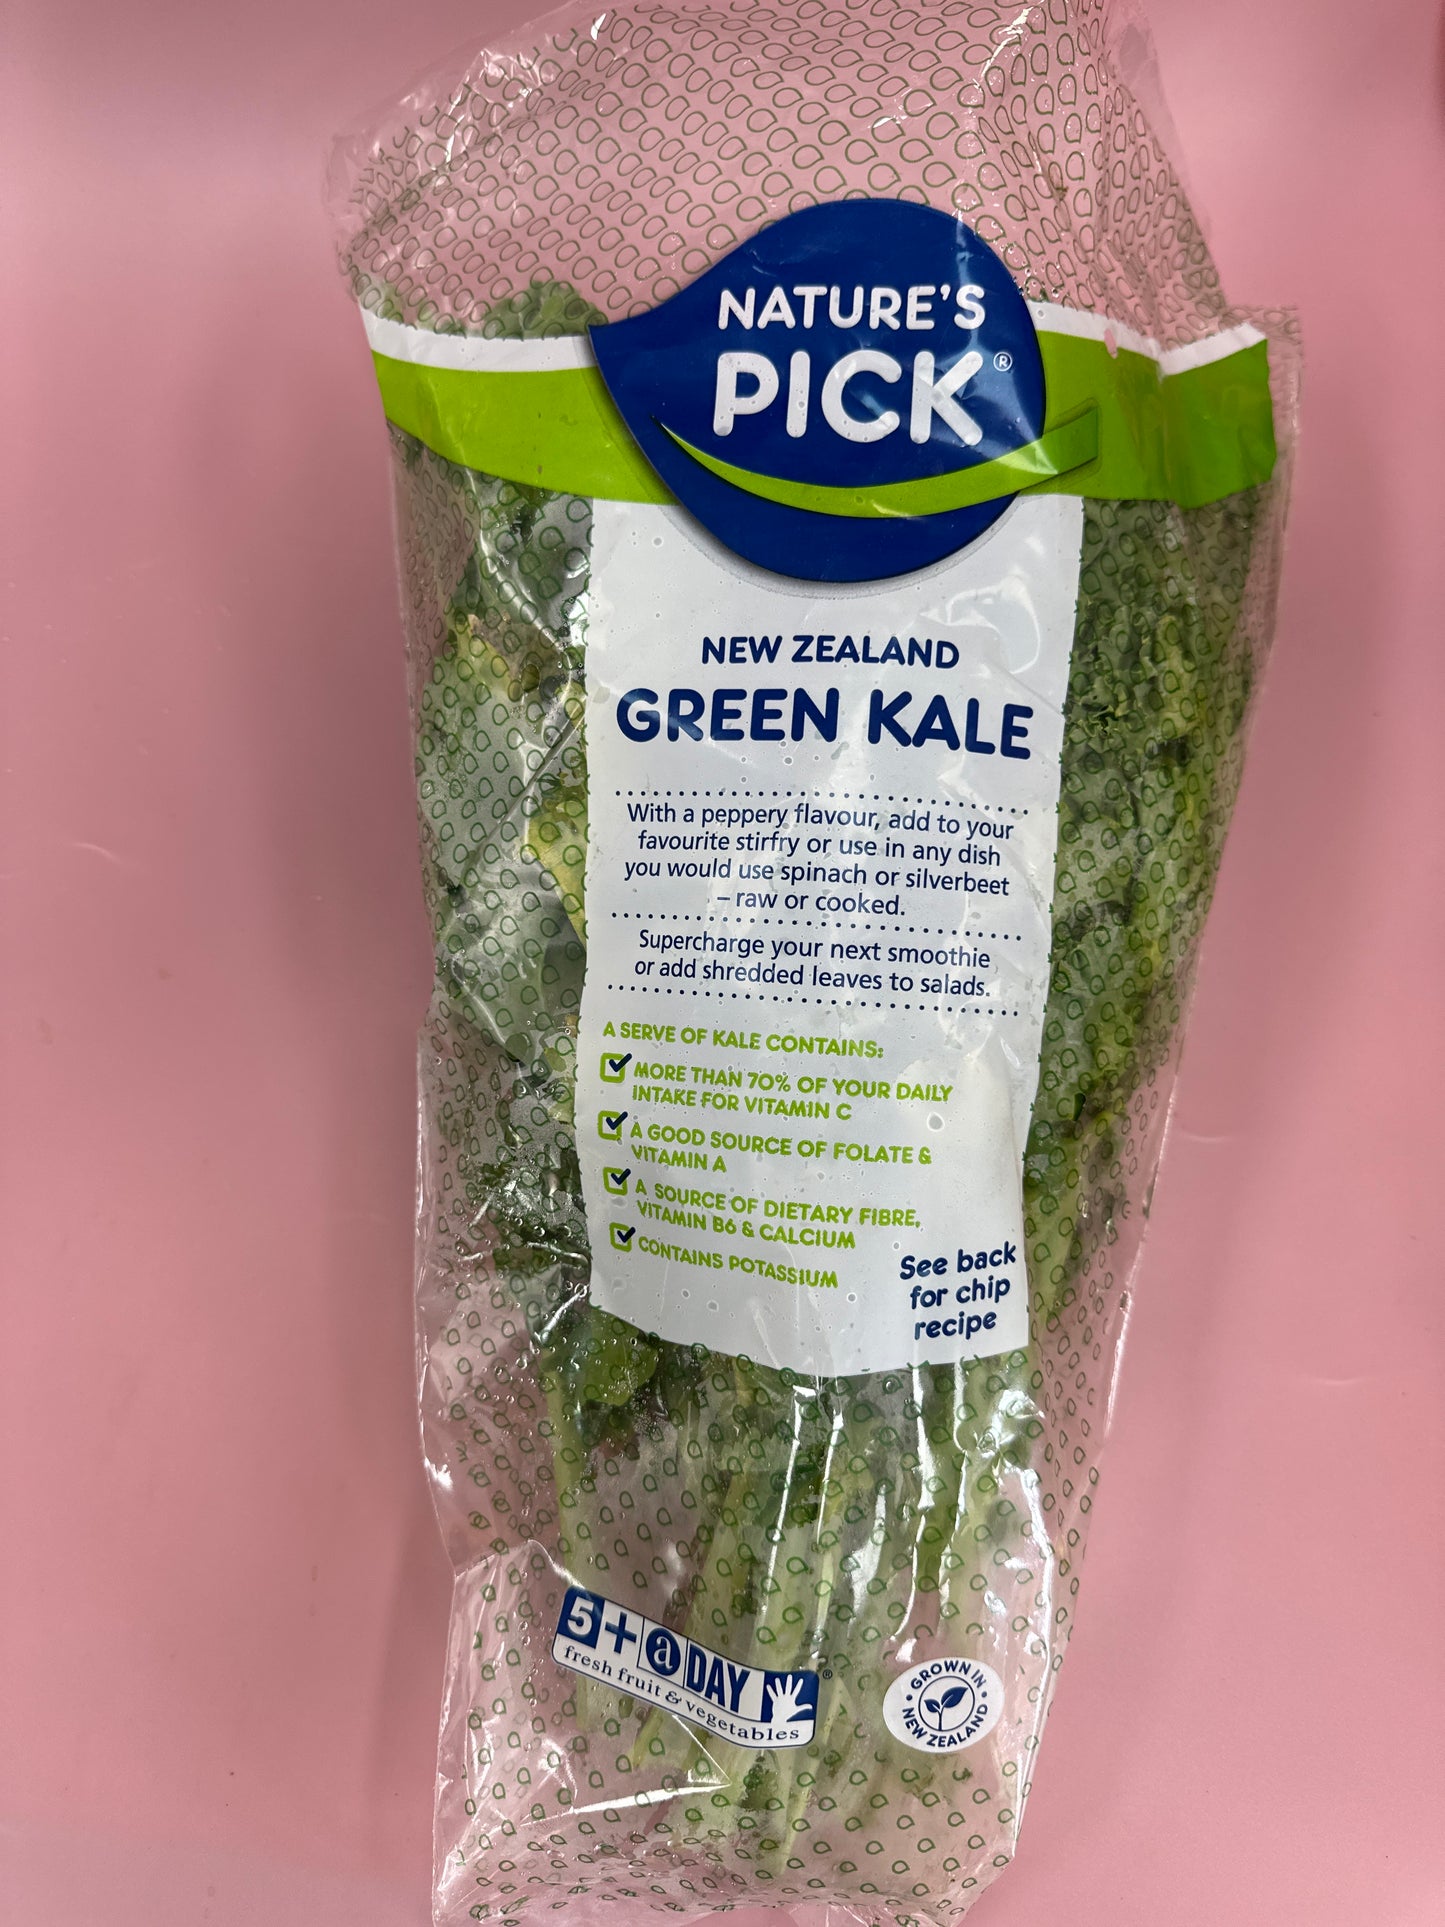 NATURE'S
PICK®
NEW ZEALAND
GREEN KALE
With a peppery flavour, add to your
favourite stirfry or use in any dish
you would use spinach or silverbeet
– raw or cooked.
Supercharge your next smoothie
or add shredded leaves to salads.
A SERVE OF KALE CONTAINS:
MORE THAN 70% OF YOUR DAILY
INTAKE FOR VITAMIN C
A GOOD SOURCE OF FOLATE &
VITAMIN A
A SOURCE OF DIETARY FIBRE,
VITAMIN B6 & CALCIUM
CONTAINS POTASSIUM
See back
for chip
recipe
5+ a DAY ®
fresh fruit & vegetables
GROWN IN
NEW ZEALAND